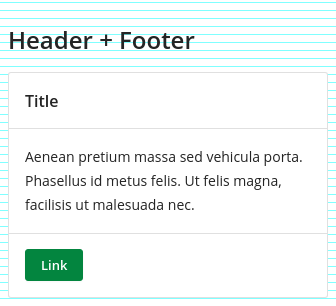 Header + Footer
Title
Aenean pretium massa sed vehicula porta.
Phasellus id metus felis. Ut felis magna,
facilisis ut malesuada nec.
Link